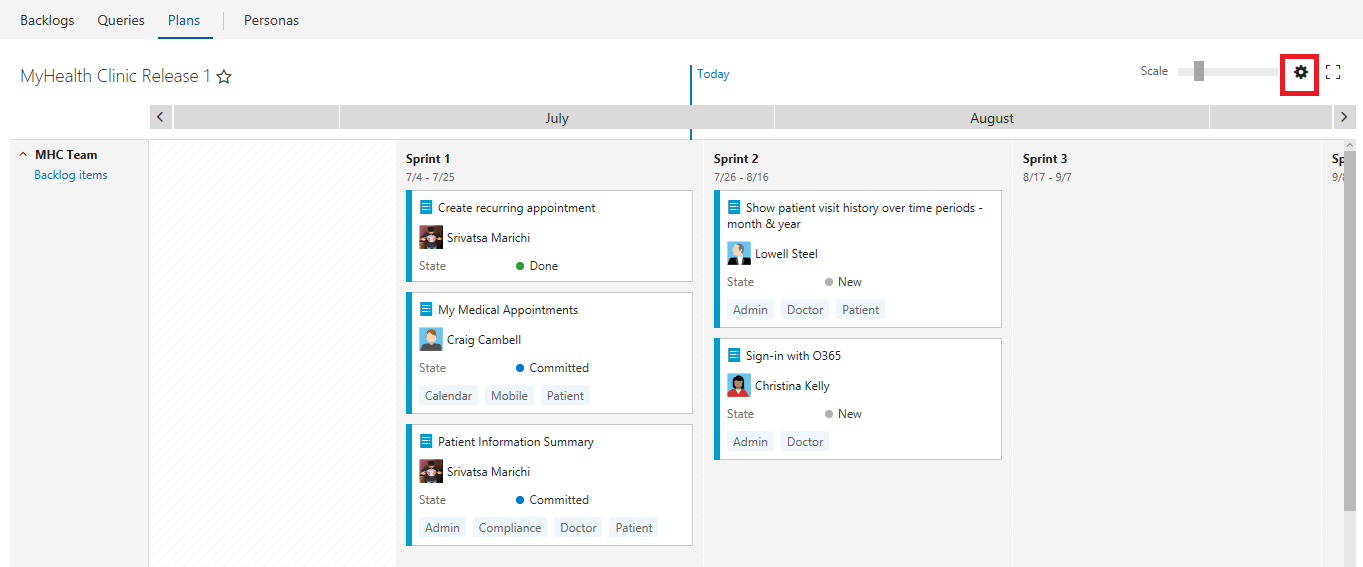 Backlogs Queries Plans Personas
MyHealth Clinic Release 1
Today
Scale
July August
MHC Team
Backlog items
Sprint 1
7/4 - 7/25
Create recurring appointment
Srivatsa Marichi
State Done
My Medical Appointments
Craig Cambell
State Committed
Calendar Mobile Patient
Patient Information Summary
Srivatsa Marichi
State Committed
Admin Compliance Doctor Patient
Sprint 2
7/26 - 8/16
Show patient visit history over time periods -
month & year
Lowell Steel
State New
Admin Doctor Patient
Sign-in with O365
Christina Kelly
State New
Admin Doctor
Sprint 3
8/17 - 9/7
Sp